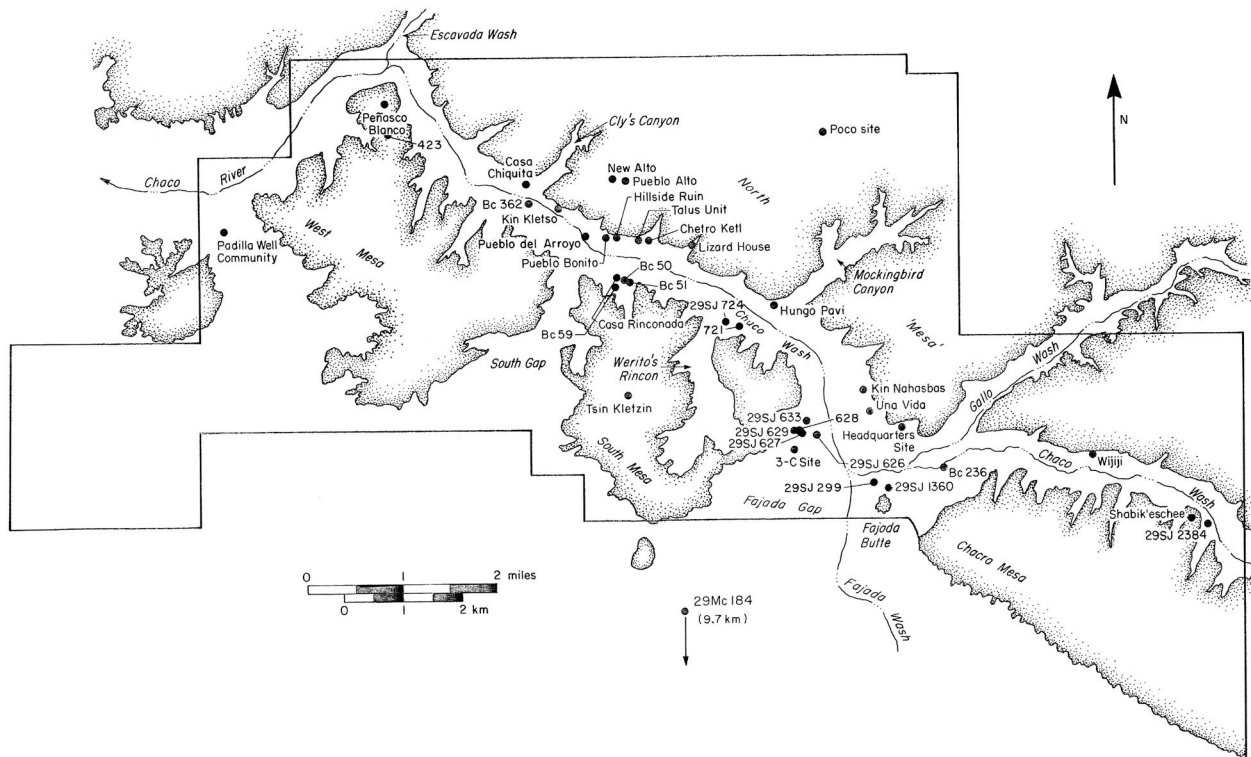 Escavada Wash
N
Peñasco
Blanco
423
Cly's Canyon
Poco site
Chaco River
Casa
Chiquita
New Alto
Pueblo Alto
Hillside Ruin
Talus Unit
North
Bc 362
Kin Kletso
Chetro Ketl
Lizard House
West
Mesa
Padilla Well
Community
Pueblo del Arroyo
Pueblo Bonito
Mockingbird
Canyon
Bc 50
Bc 51
29SJ 724
721
Chuco
Wash
Hungo Pavi
'Mesa'
Casa Rinconada
Bc 59
South Gap
Werito's
Rincon
Gallo
Wash
Kin Nahasbas
Una Vida
Tsin Kletzin
29SJ 633
628
29SJ 629
29SJ 627
Headquarters
Site
South Mesa
3-C Site
29SJ 626
Bc 236
Chaco
Wash
Wijiji
29SJ 299
29SJ 1360
Fajada Gap
Fajada
Butte
Shabik'eschee
29SJ 2384
Chacra Mesa
0 1 2 miles
0 1 2 km
29Mc 184
(9.7 km)
Fajada
Wash